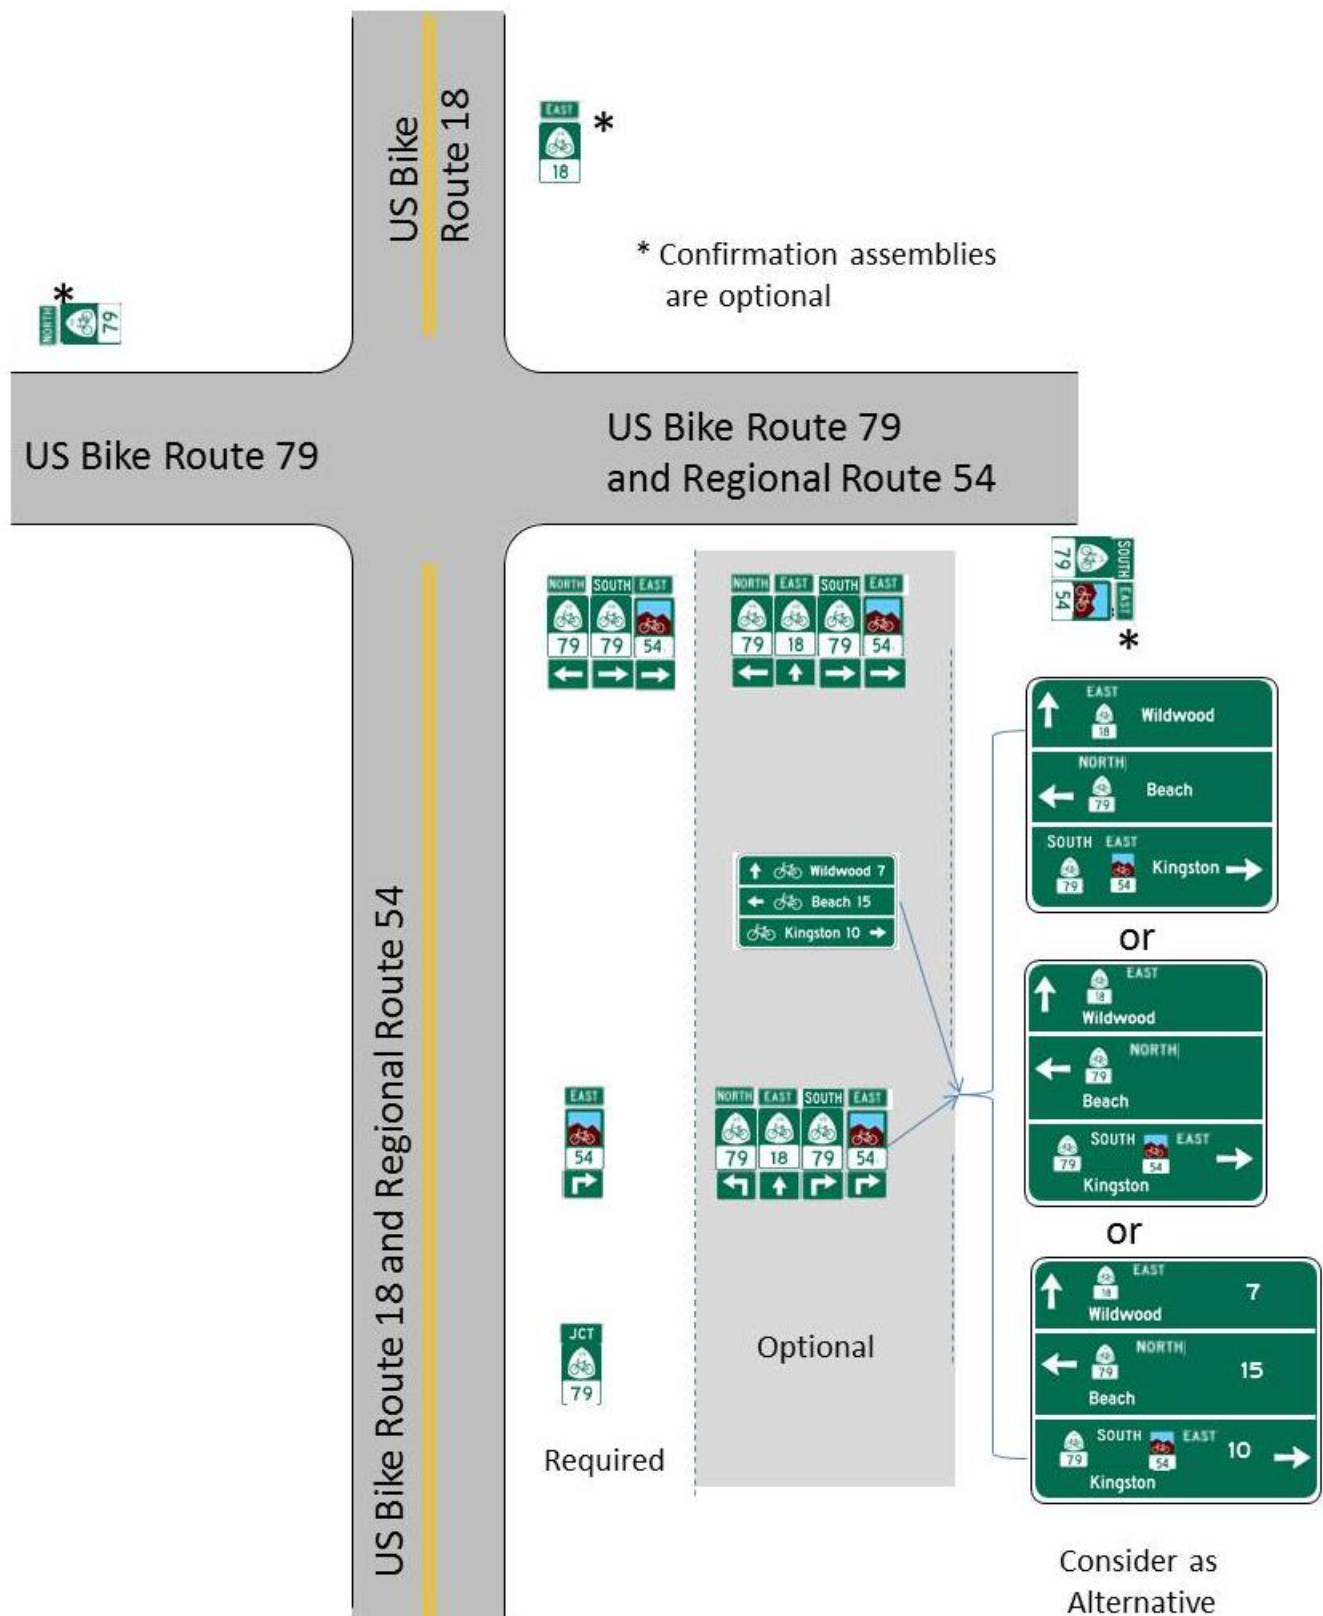 US Bike
Route 18
EAST
18
*
* Confirmation assemblies
are optional
*
NORTH
79
US Bike Route 79
US Bike Route 79
and Regional Route 54
SOUTH EAST
79 54
*
NORTH SOUTH EAST
79 79 54
NORTH EAST SOUTH EAST
79 18 79 54
Wildwood 7
Beach 15
Kingston 10
EAST
54
NORTH EAST SOUTH EAST
79 18 79 54
JCT
79
Required
Optional
US Bike Route 18 and Regional Route 54
EAST
18 Wildwood
NORTH
79 Beach
SOUTH EAST
79 54 Kingston
or
EAST
18
Wildwood
NORTH
79
Beach
SOUTH EAST
79 54
Kingston
or
EAST
18 7
Wildwood
NORTH
79 15
Beach
SOUTH EAST
79 54 10
Kingston
Consider as
Alternative